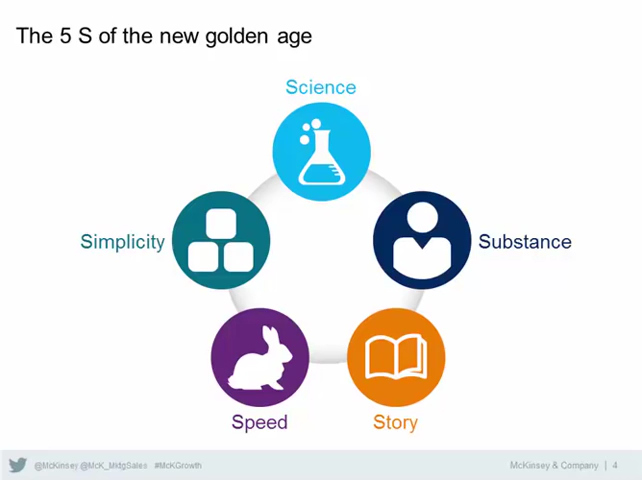 The 5 S of the new golden age
Science
Simplicity
Substance
Speed
Story
@McKinsey @McK_MktgSales #McKGrowth
McKinsey & Company | 4